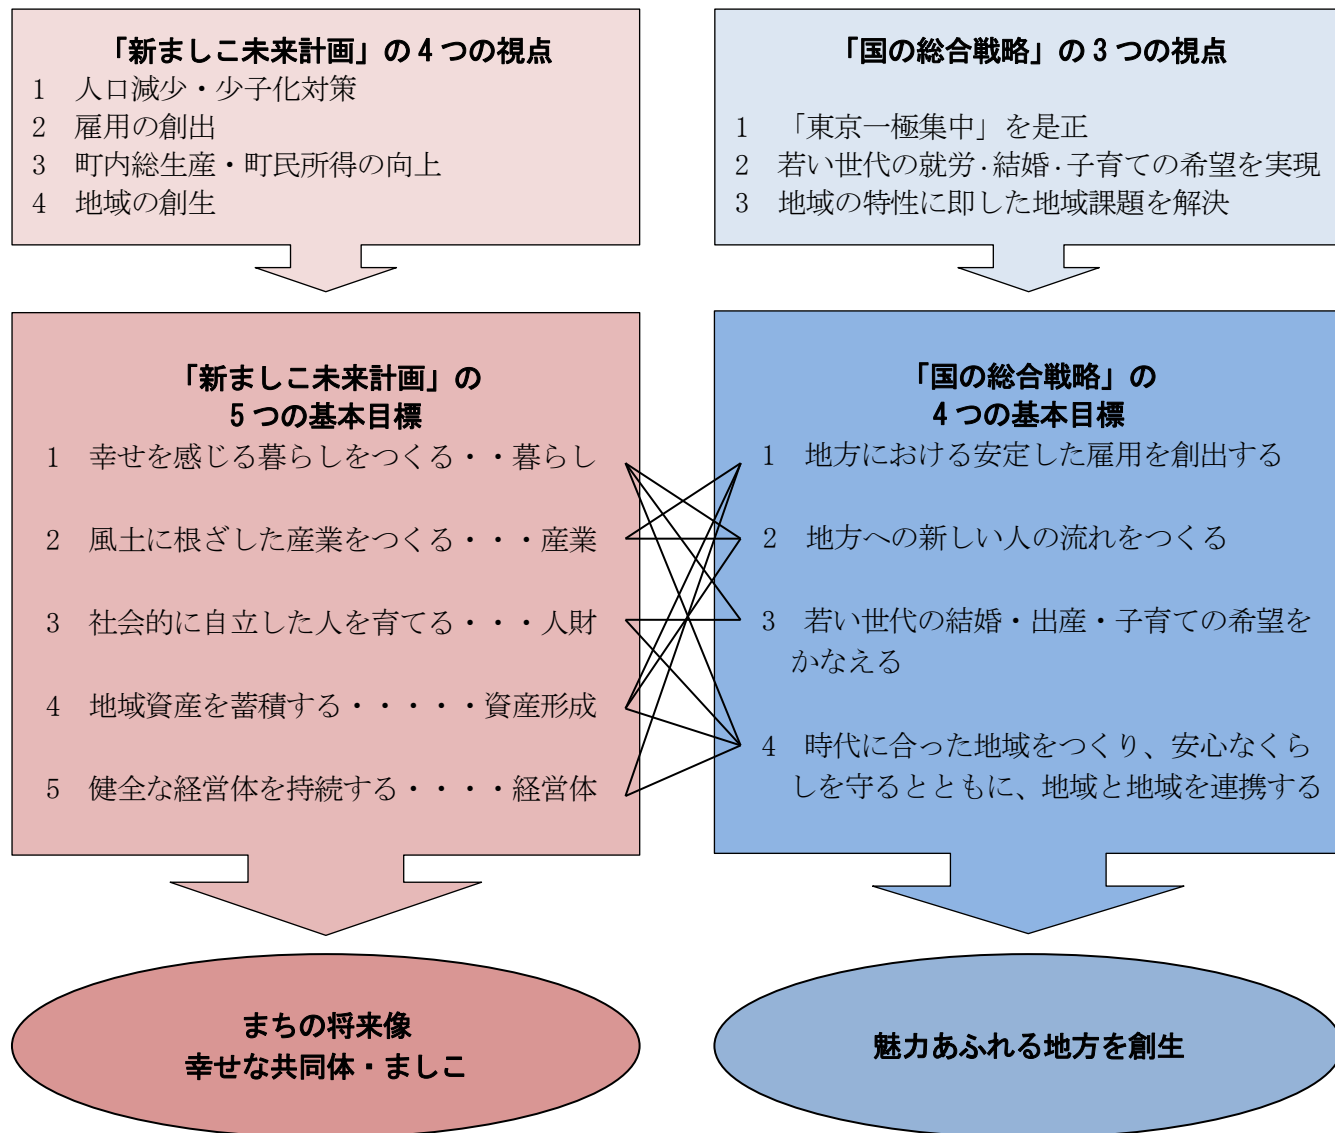 「新ましこ未来計画」の４つの視点
１　人口減少・少子化対策
２　雇用の創出
３　町内総生産・町民所得の向上
４　地域の創生
「国の総合戦略」の３つの視点
１　「東京一極集中」を是正
２　若い世代の就労･結婚･子育ての希望を実現
３　地域の特性に即した地域課題を解決
「新ましこ未来計画」の
５つの基本目標
１　幸せを感じる暮らしをつくる・・暮らし
２　風土に根ざした産業をつくる・・・産業
３　社会的に自立した人を育てる・・・人財
４　地域資産を蓄積する・・・・・資産形成
５　健全な経営体を持続する・・・・経営体
「国の総合戦略」の
４つの基本目標
１　地方における安定した雇用を創出する
２　地方への新しい人の流れをつくる
３　若い世代の結婚・出産・子育ての希望を
かなえる
４　時代に合った地域をつくり、安心なくら
しを守るとともに、地域と地域を連携する
まちの将来像
幸せな共同体・ましこ
魅力あふれる地方を創生